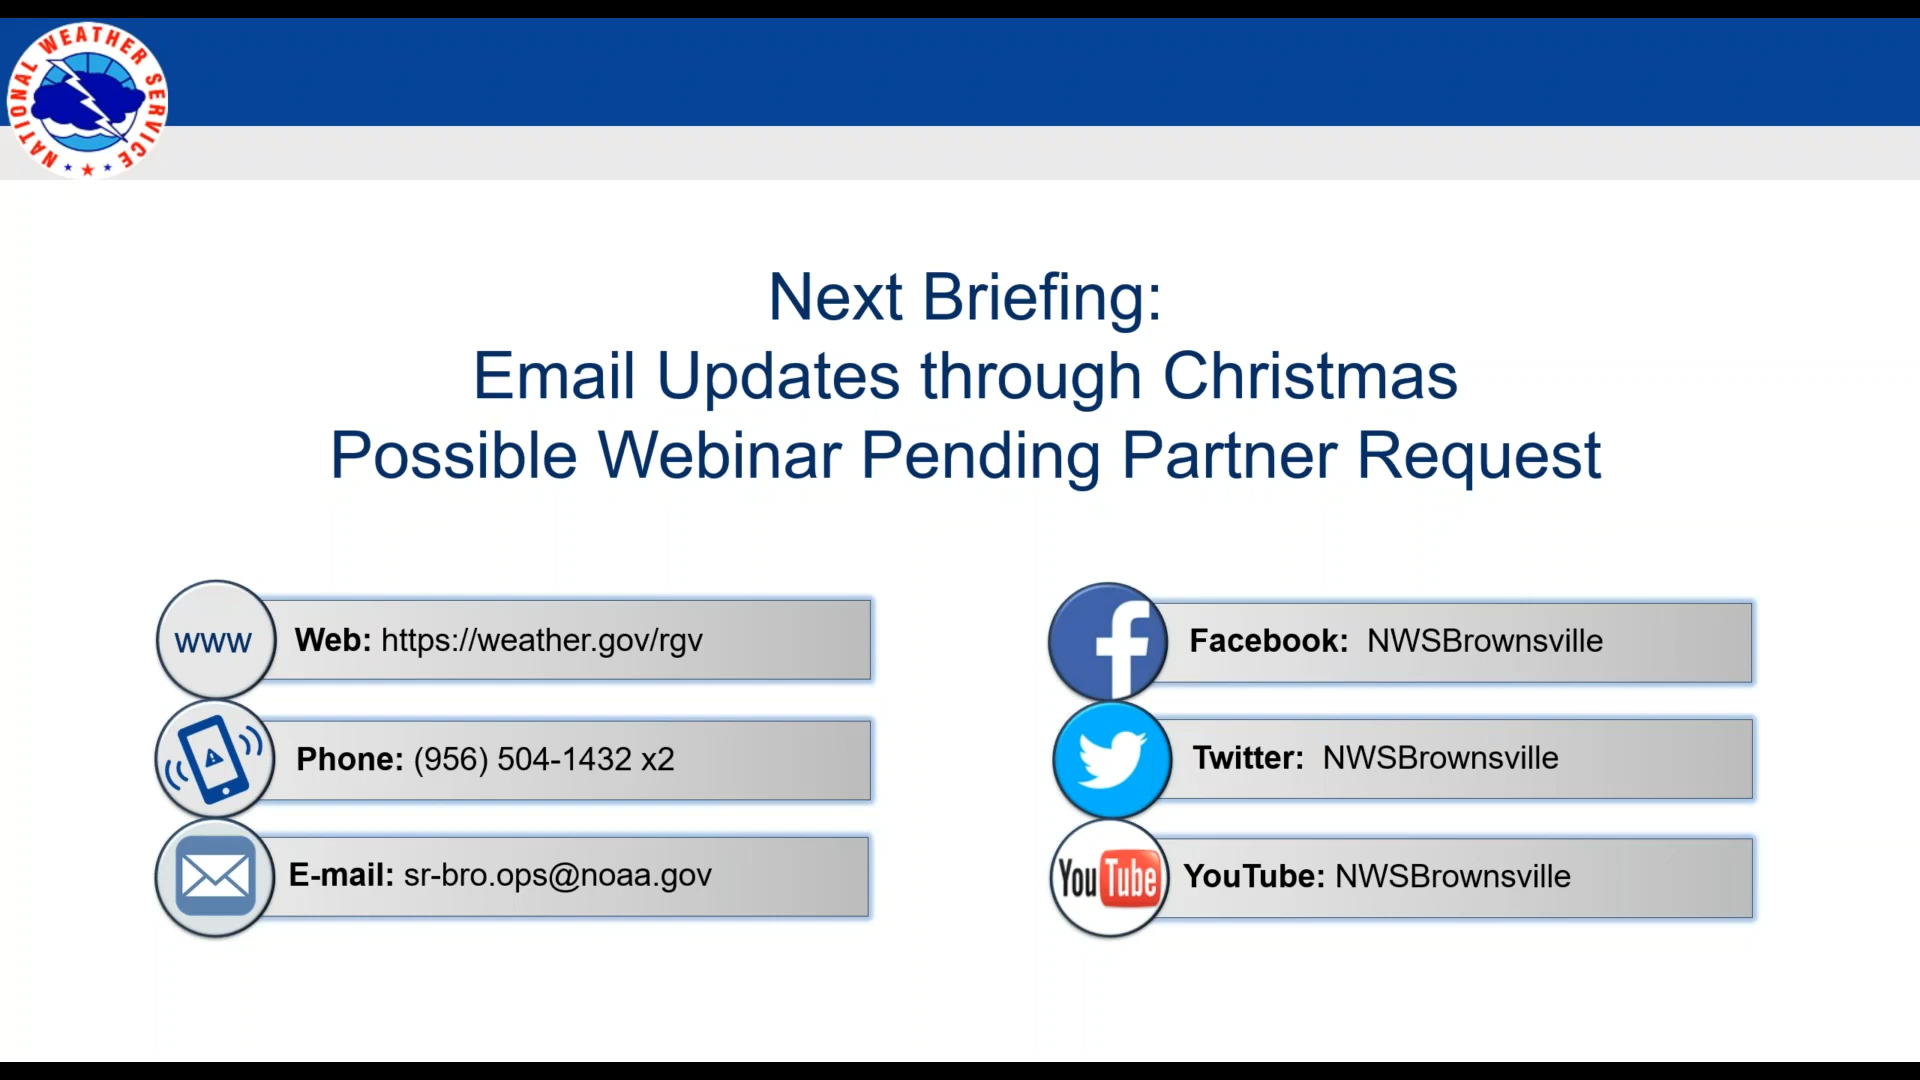 NATIONAL WEATHER SERVICE
Next Briefing:
Email Updates through Christmas
Possible Webinar Pending Partner Request
www
Web: https://weather.gov/rgv
Phone: (956) 504-1432 x2
E-mail: sr-bro.ops@noaa.gov
f
Facebook: NWSBrownsville
Twitter: NWSBrownsville
YouTube
YouTube: NWSBrownsville